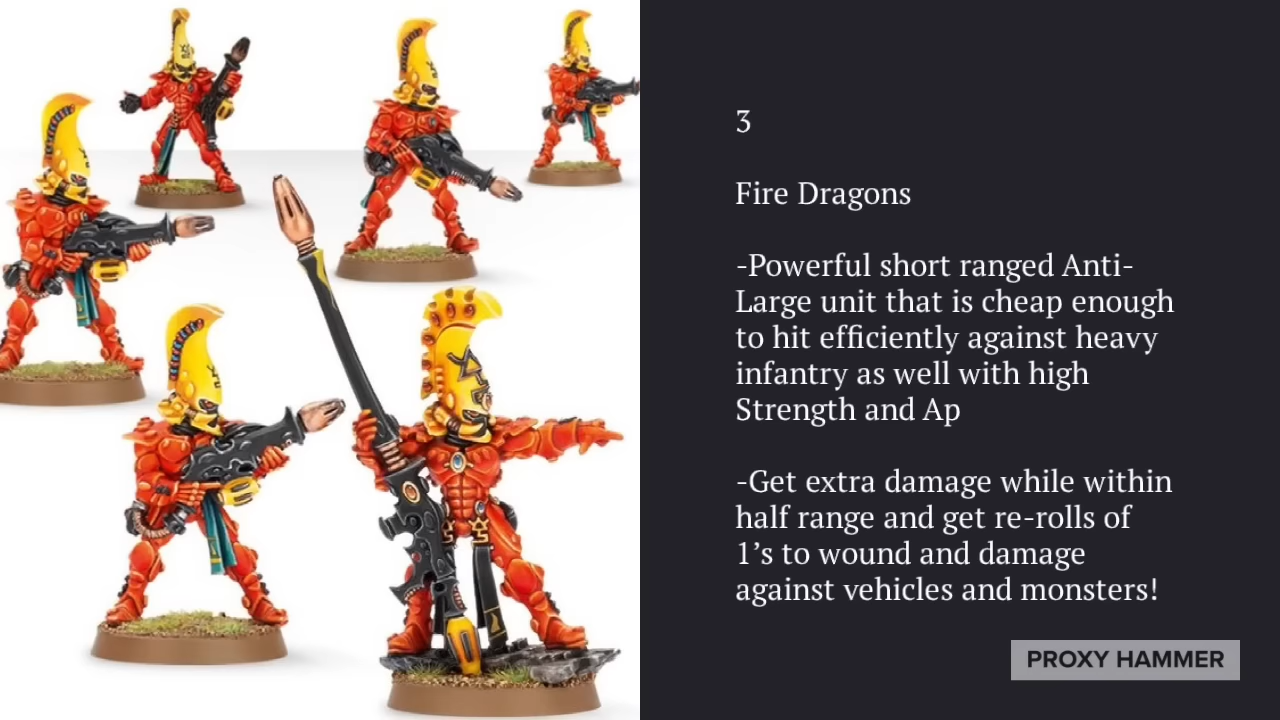 3
Fire Dragons
-Powerful short ranged Anti-
Large unit that is cheap enough
to hit efficiently against heavy
infantry as well with high
Strength and Ap
-Get extra damage while within
half range and get re-rolls of
1’s to wound and damage
against vehicles and monsters!
PROXY HAMMER